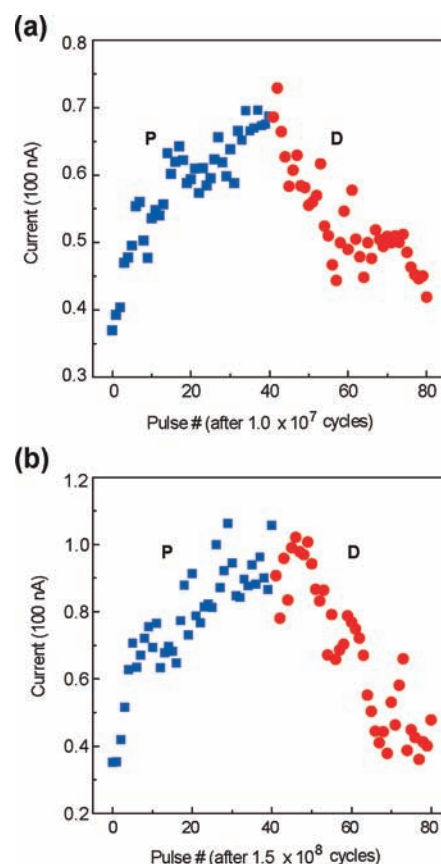 (a)
0.8
0.7
0.6
0.5
0.4
0.3
P
D
Current (100 nA)
0 20 40 60 80
Pulse # (after 1.0 x 10⁷ cycles)
(b)
1.2
1.0
0.8
0.6
0.4
0.2
P
D
Current (100 nA)
0 20 40 60 80
Pulse # (after 1.5 x 10⁸ cycles)